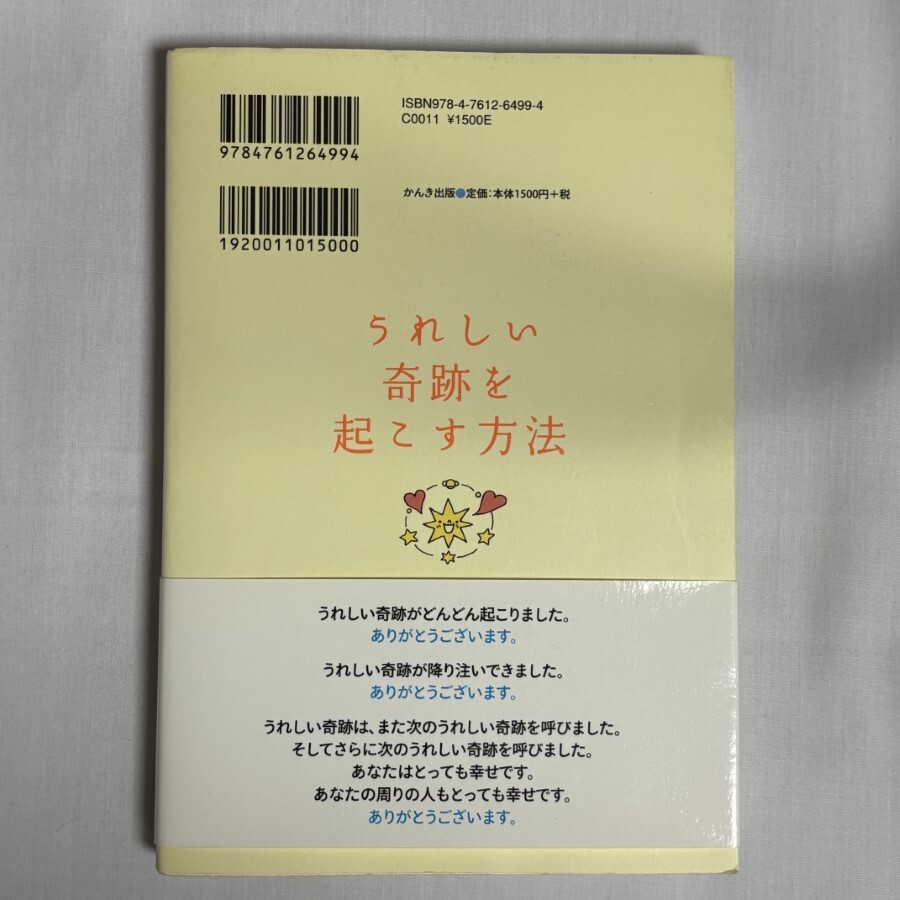 ISBN978-4-7612-6499-4
C0011 ¥1500E
9784761264994
かんき出版●定価：本体1500円＋税
1920011015000
うれしい
奇跡を
起こす方法
うれしい奇跡がどんどん起こりました。
ありがとうございます。
うれしい奇跡が降り注いできました。
ありがとうございます。
うれしい奇跡は、また次のうれしい奇跡を呼びました。
そしてさらに次のうれしい奇跡を呼びました。
あなたはとっても幸せです。
あなたの周りの人もとっても幸せです。
ありがとうございます。